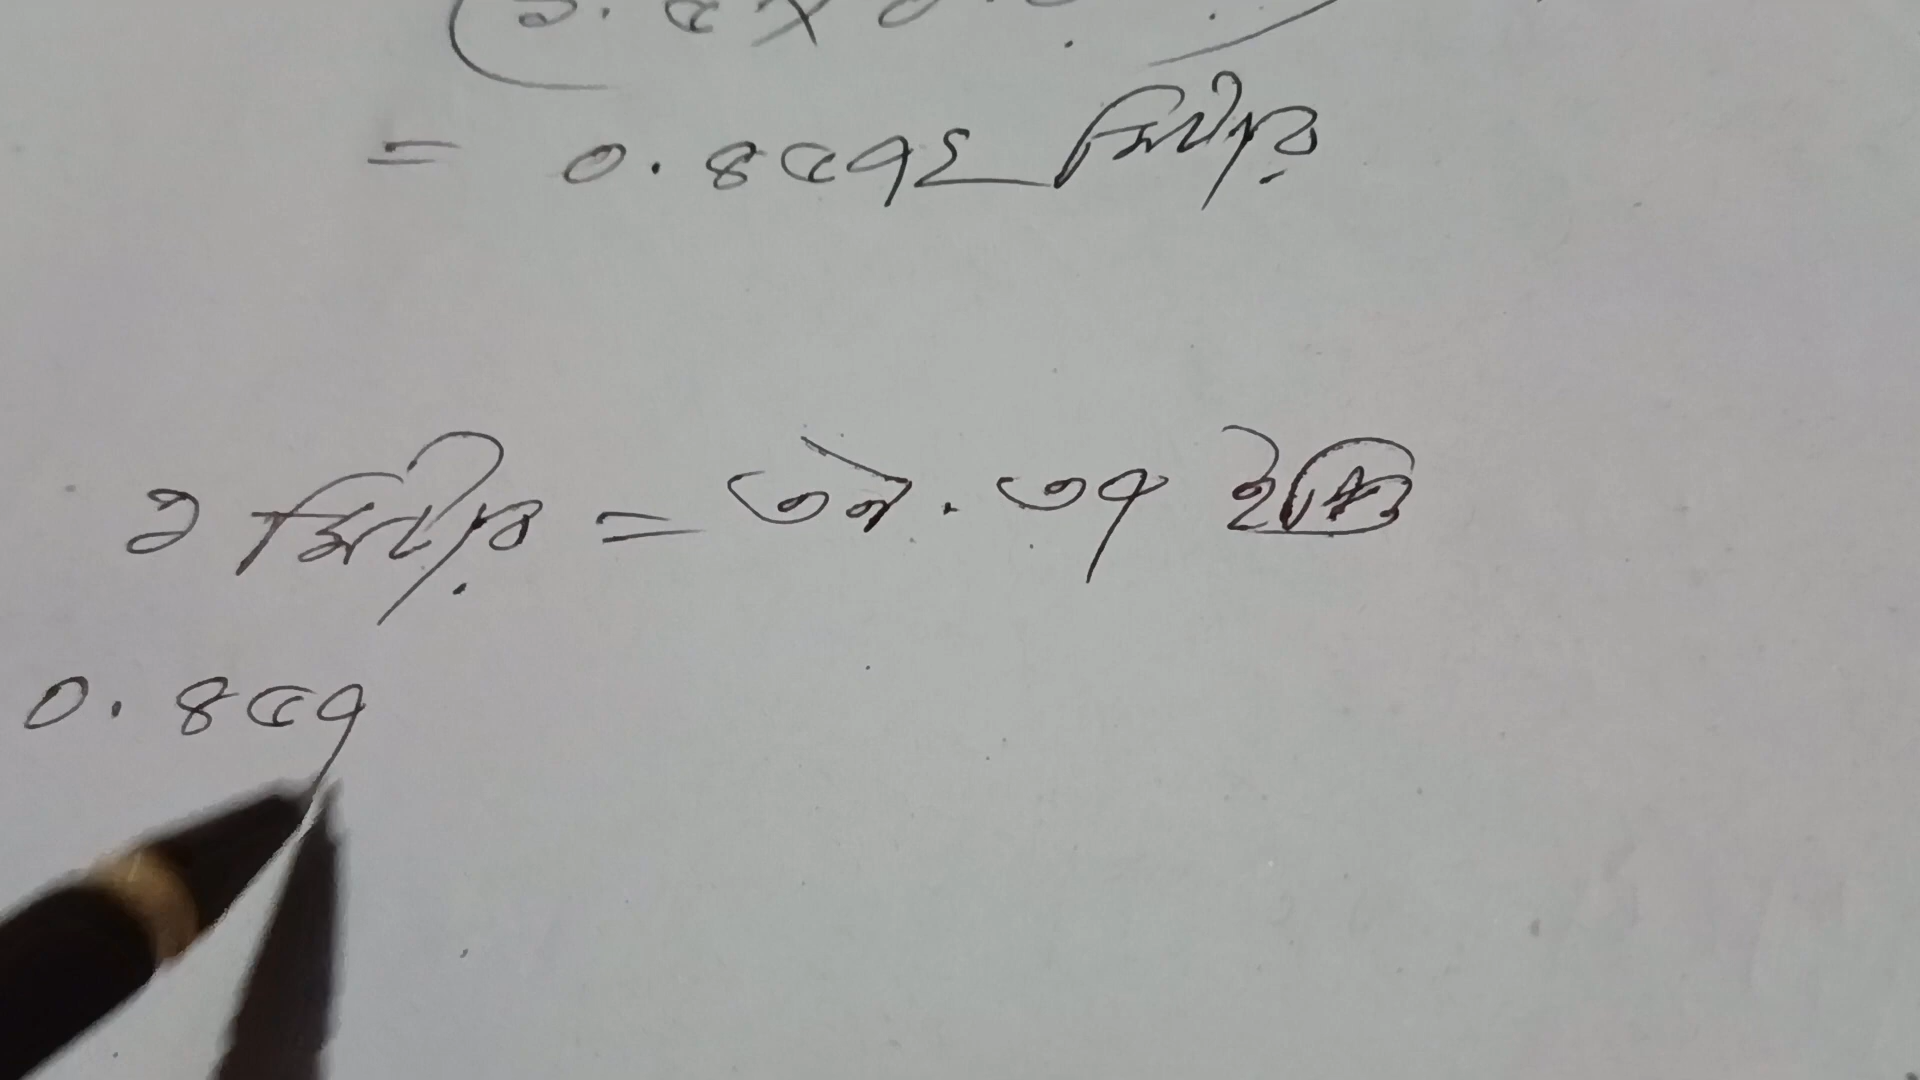 = ০.৪৫৭২ মিটার
১ মিটার = ৩৯.৩৭ ইঞ্চি
০.৪৫৭